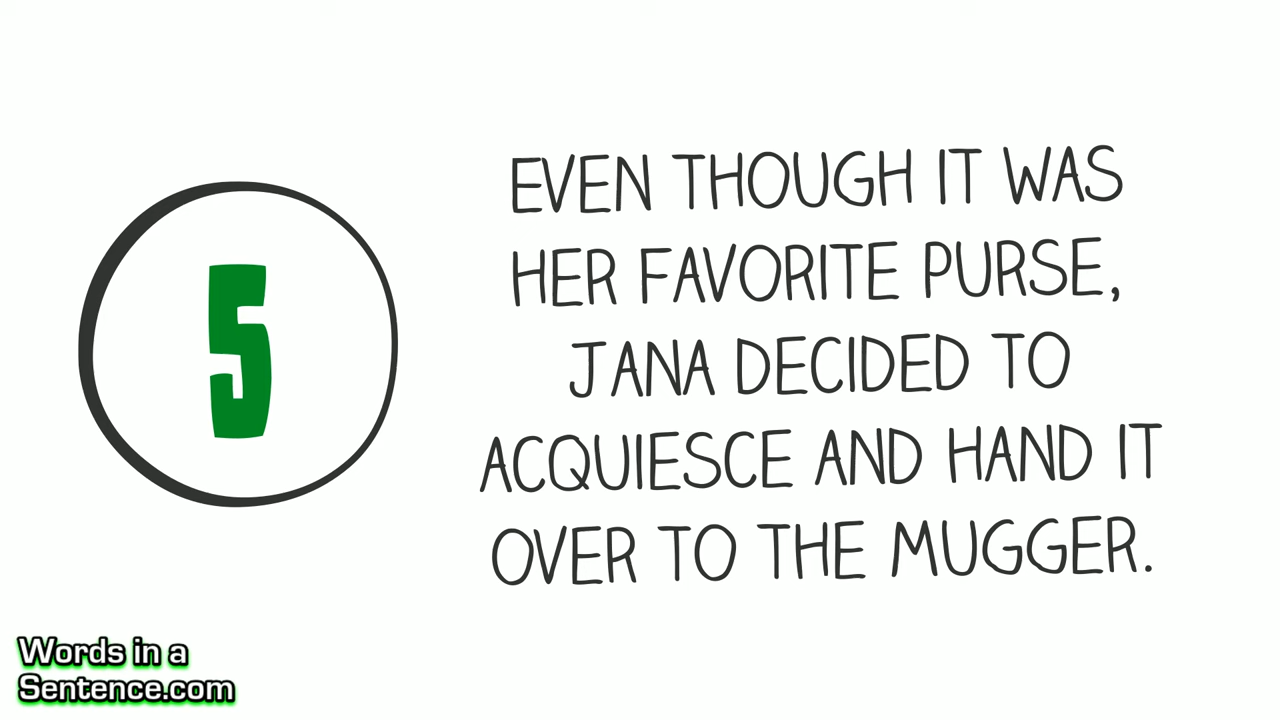 5
EVEN THOUGH IT WAS
HER FAVORITE PURSE,
JANA DECIDED TO
ACQUIESCE AND HAND IT
OVER TO THE MUGGER.
Words in a
Sentence.com